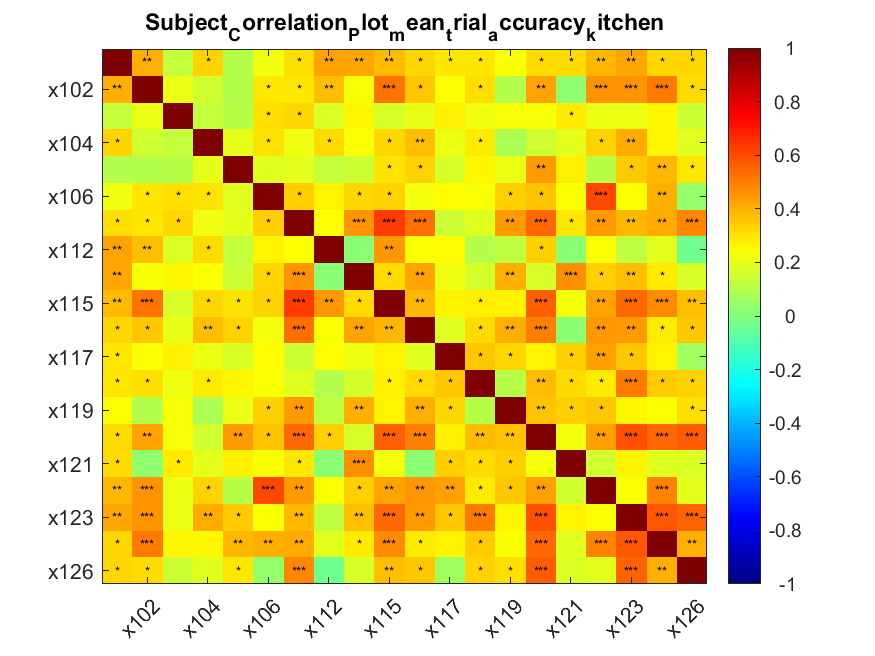 Subject_Correlation_Plot_mean_trial_accuracy_kitchen
** * * ** ** ** * * * * * ** ** * *
x102 ** * * ** *** * * ** *** *** *** *
* * *
x104 * * * * ** * * **
* * ** * ** *
x106 * * * * * * * * *** **
* * * * *** *** *** ** *** * ** ** ** ***
x112 ** ** * ** *
** * *** * ** ** *** * ** *
x115 ** *** * * * *** ** * ** * *** ** *** *** **
* * ** * *** ** ** * ** *** ** ** * *
x117 * * * * ** *
* * * * * * ** * *** * *
x119 * ** ** ** * ** * * *
* ** ** * *** * *** *** ** ** ** *** *** ***
x121 * * * *** * * *
** *** * *** ** * ** ** ** * * ** ***
x123 ** *** ** * ** ** *** ** * *** *** *** ***
* *** ** ** ** * *** * * *** *** *** **
x126 * * * *** ** * * * *** *** **
x102 x104 x106 x112 x115 x117 x119 x121 x123 x126
1
0.8
0.6
0.4
0.2
0
-0.2
-0.4
-0.6
-0.8
-1